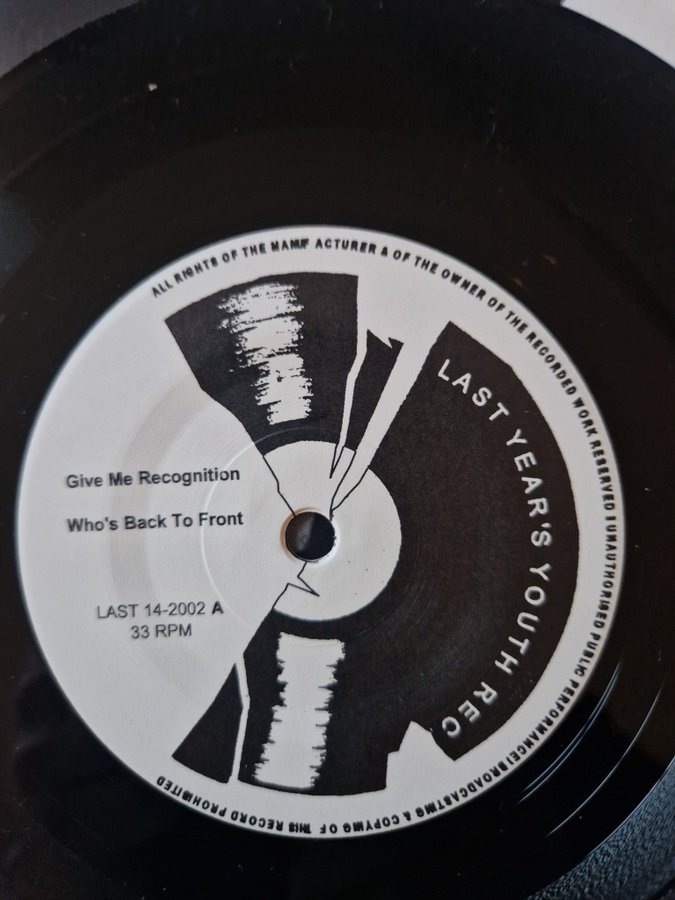 ALL RIGHTS OF THE MANUF ACTURER & OF THE OWNER OF THE RECORDED WORK RESERVED ! UNAUTHORISED PUBLIC PERFORMANCE! BROADCASTING & COPYING OF THIS RECORD PROHIBITED
LAST YEAR'S YOUTH REC
Give Me Recognition
Who's Back To Front
LAST 14-2002 A
33 RPM